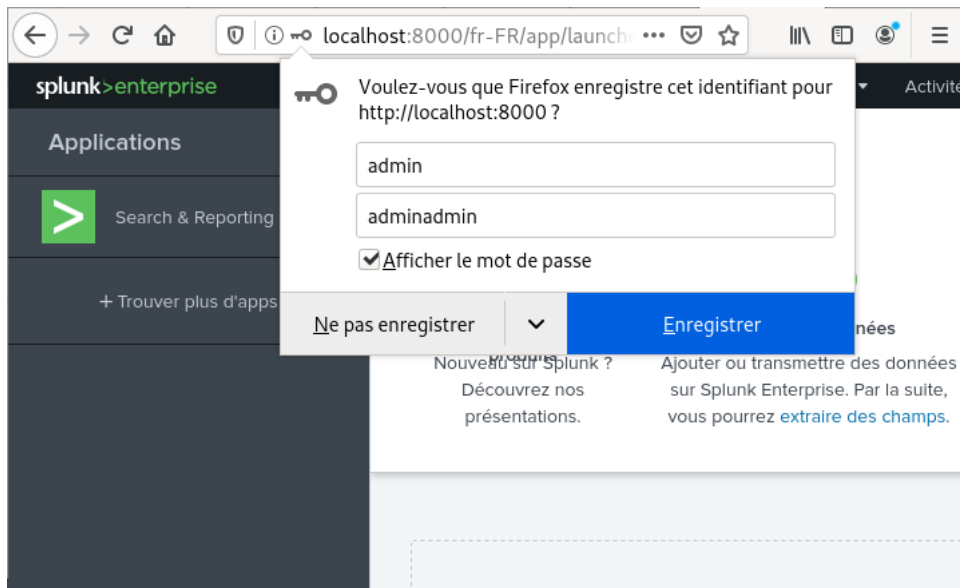 localhost:8000/fr-FR/app/launche
splunk>enterprise
Activité
Applications
Search & Reporting
+ Trouver plus d'apps
Voulez-vous que Firefox enregistre cet identifiant pour
http://localhost:8000 ?
admin
adminadmin
Afficher le mot de passe
Ne pas enregistrer
Enregistrer
nées
produits
Nouveau sur Splunk ?
Découvrez nos
présentations.
Ajouter ou transmettre des données
sur Splunk Enterprise. Par la suite,
vous pourrez extraire des champs.